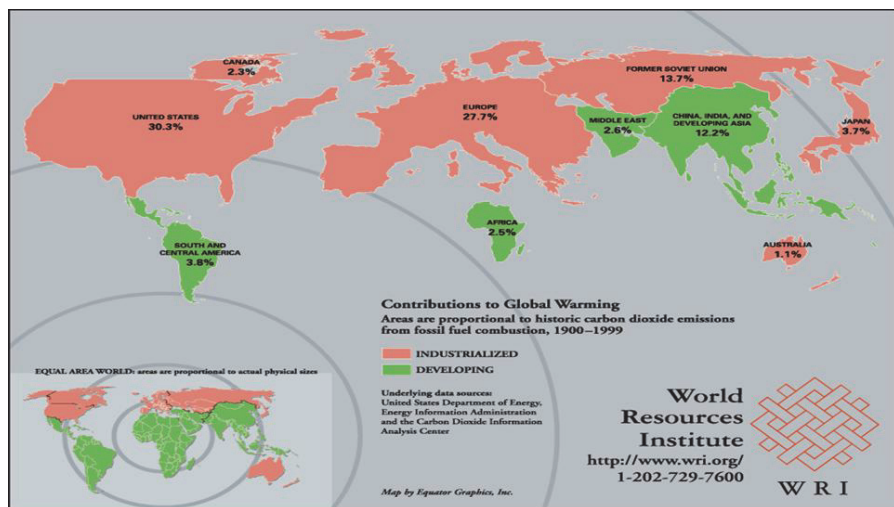 CANADA
2.3%
FORMER SOVIET UNION
13.7%
UNITED STATES
30.3%
EUROPE
27.7%
MIDDLE EAST
2.6%
CHINA, INDIA, AND
DEVELOPING ASIA
12.2%
JAPAN
3.7%
SOUTH AND
CENTRAL AMERICA
3.8%
AFRICA
2.5%
AUSTRALIA
1.1%
Contributions to Global Warming
Areas are proportional to historic carbon dioxide emissions
from fossil fuel combustion, 1900–1999
INDUSTRIALIZED
DEVELOPING
EQUAL AREA WORLD: areas are proportional to actual physical sizes
Underlying data sources:
United States Department of Energy,
Energy Information Administration
and the Carbon Dioxide Information
Analysis Center
Map by Equator Graphics, Inc.
World
Resources
Institute
http://www.wri.org/
1-202-729-7600
WRI